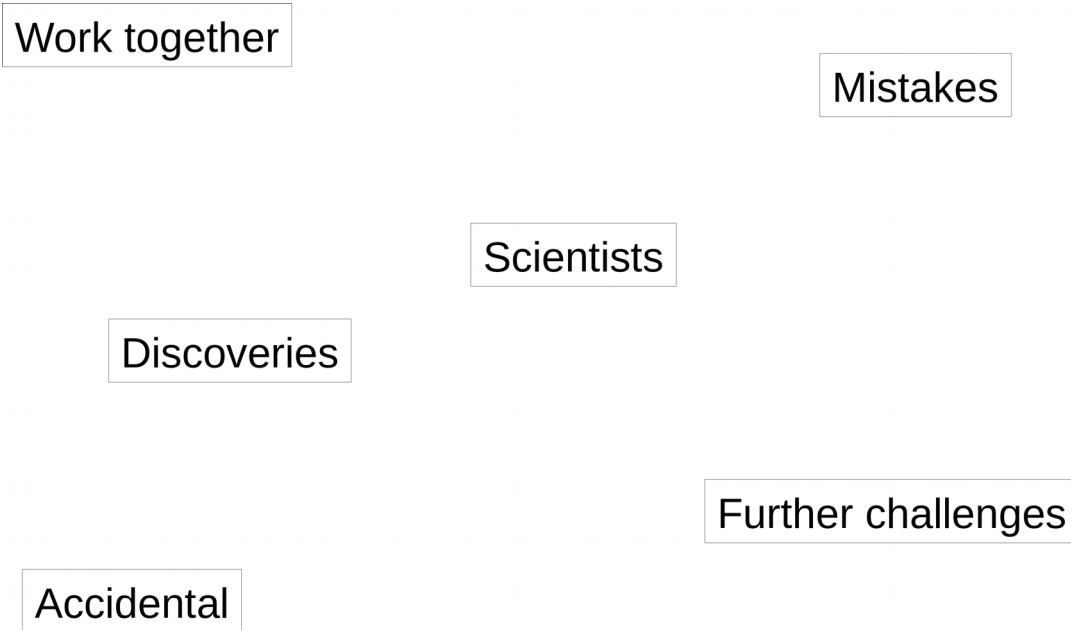 Work together
Mistakes
Scientists
Discoveries
Further challenges
Accidental